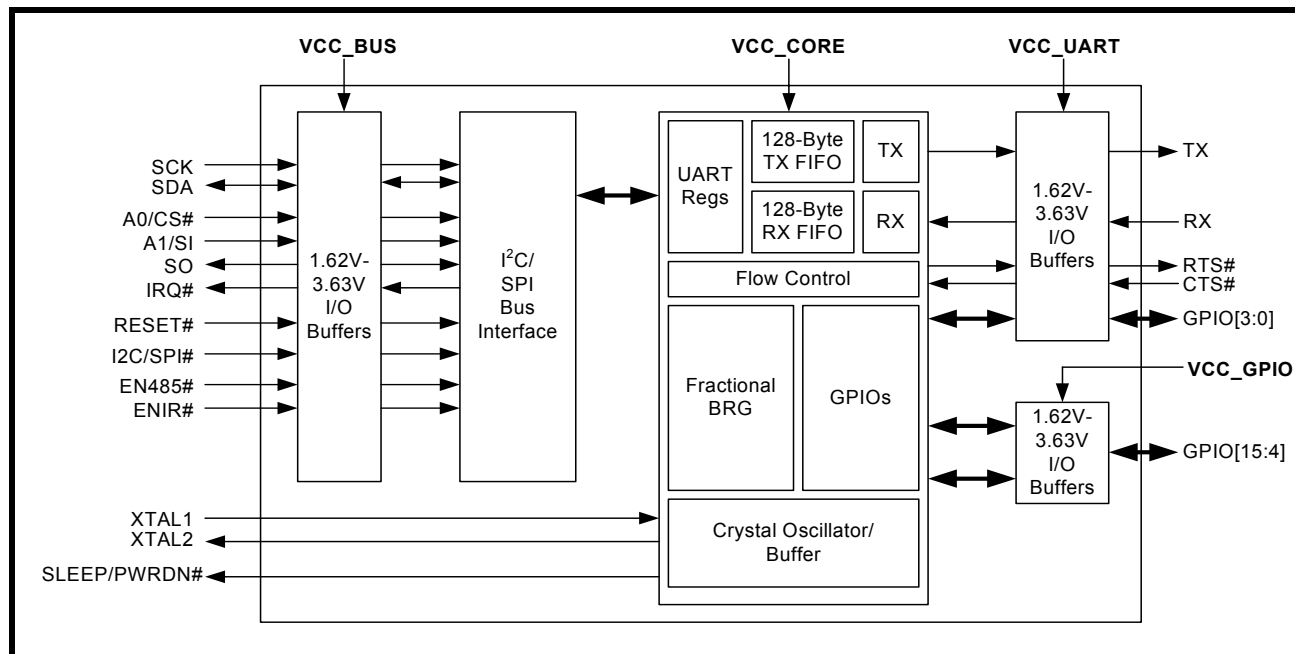 VCC_BUS
VCC_CORE
VCC_UART
SCK
SDA
A0/CS#
A1/SI
SO
IRQ#
RESET#
I2C/SPI#
EN485#
ENIR#
XTAL1
XTAL2
SLEEP/PWRDN#
1.62V-
3.63V
I/O
Buffers
I²C/
SPI
Bus
Interface
UART
Regs
128-Byte
TX FIFO
TX
128-Byte
RX FIFO
RX
Flow Control
Fractional
BRG
GPIOs
Crystal Oscillator/
Buffer
1.62V-
3.63V
I/O
Buffers
TX
RX
RTS#
CTS#
GPIO[3:0]
VCC_GPIO
1.62V-
3.63V
I/O
Buffers
GPIO[15:4]